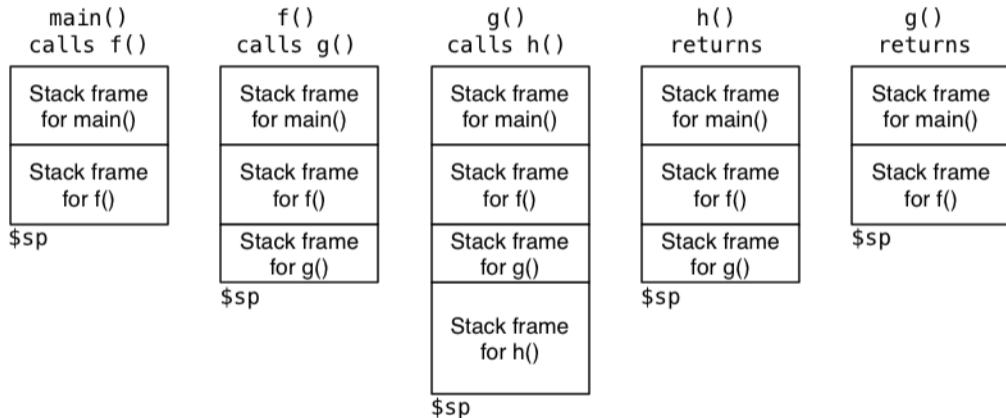 main()
calls f()
Stack frame
for main()
Stack frame
for f()
$sp
f()
calls g()
Stack frame
for main()
Stack frame
for f()
Stack frame
for g()
$sp
g()
calls h()
Stack frame
for main()
Stack frame
for f()
Stack frame
for g()
Stack frame
for h()
$sp
h()
returns
Stack frame
for main()
Stack frame
for f()
Stack frame
for g()
$sp
g()
returns
Stack frame
for main()
Stack frame
for f()
$sp